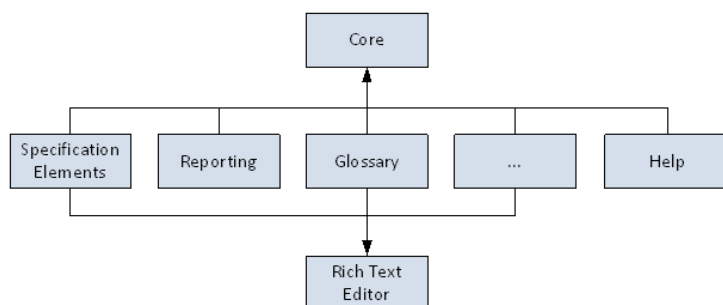 Core
Specification
Elements
Reporting
Glossary
...
Help
Rich Text
Editor